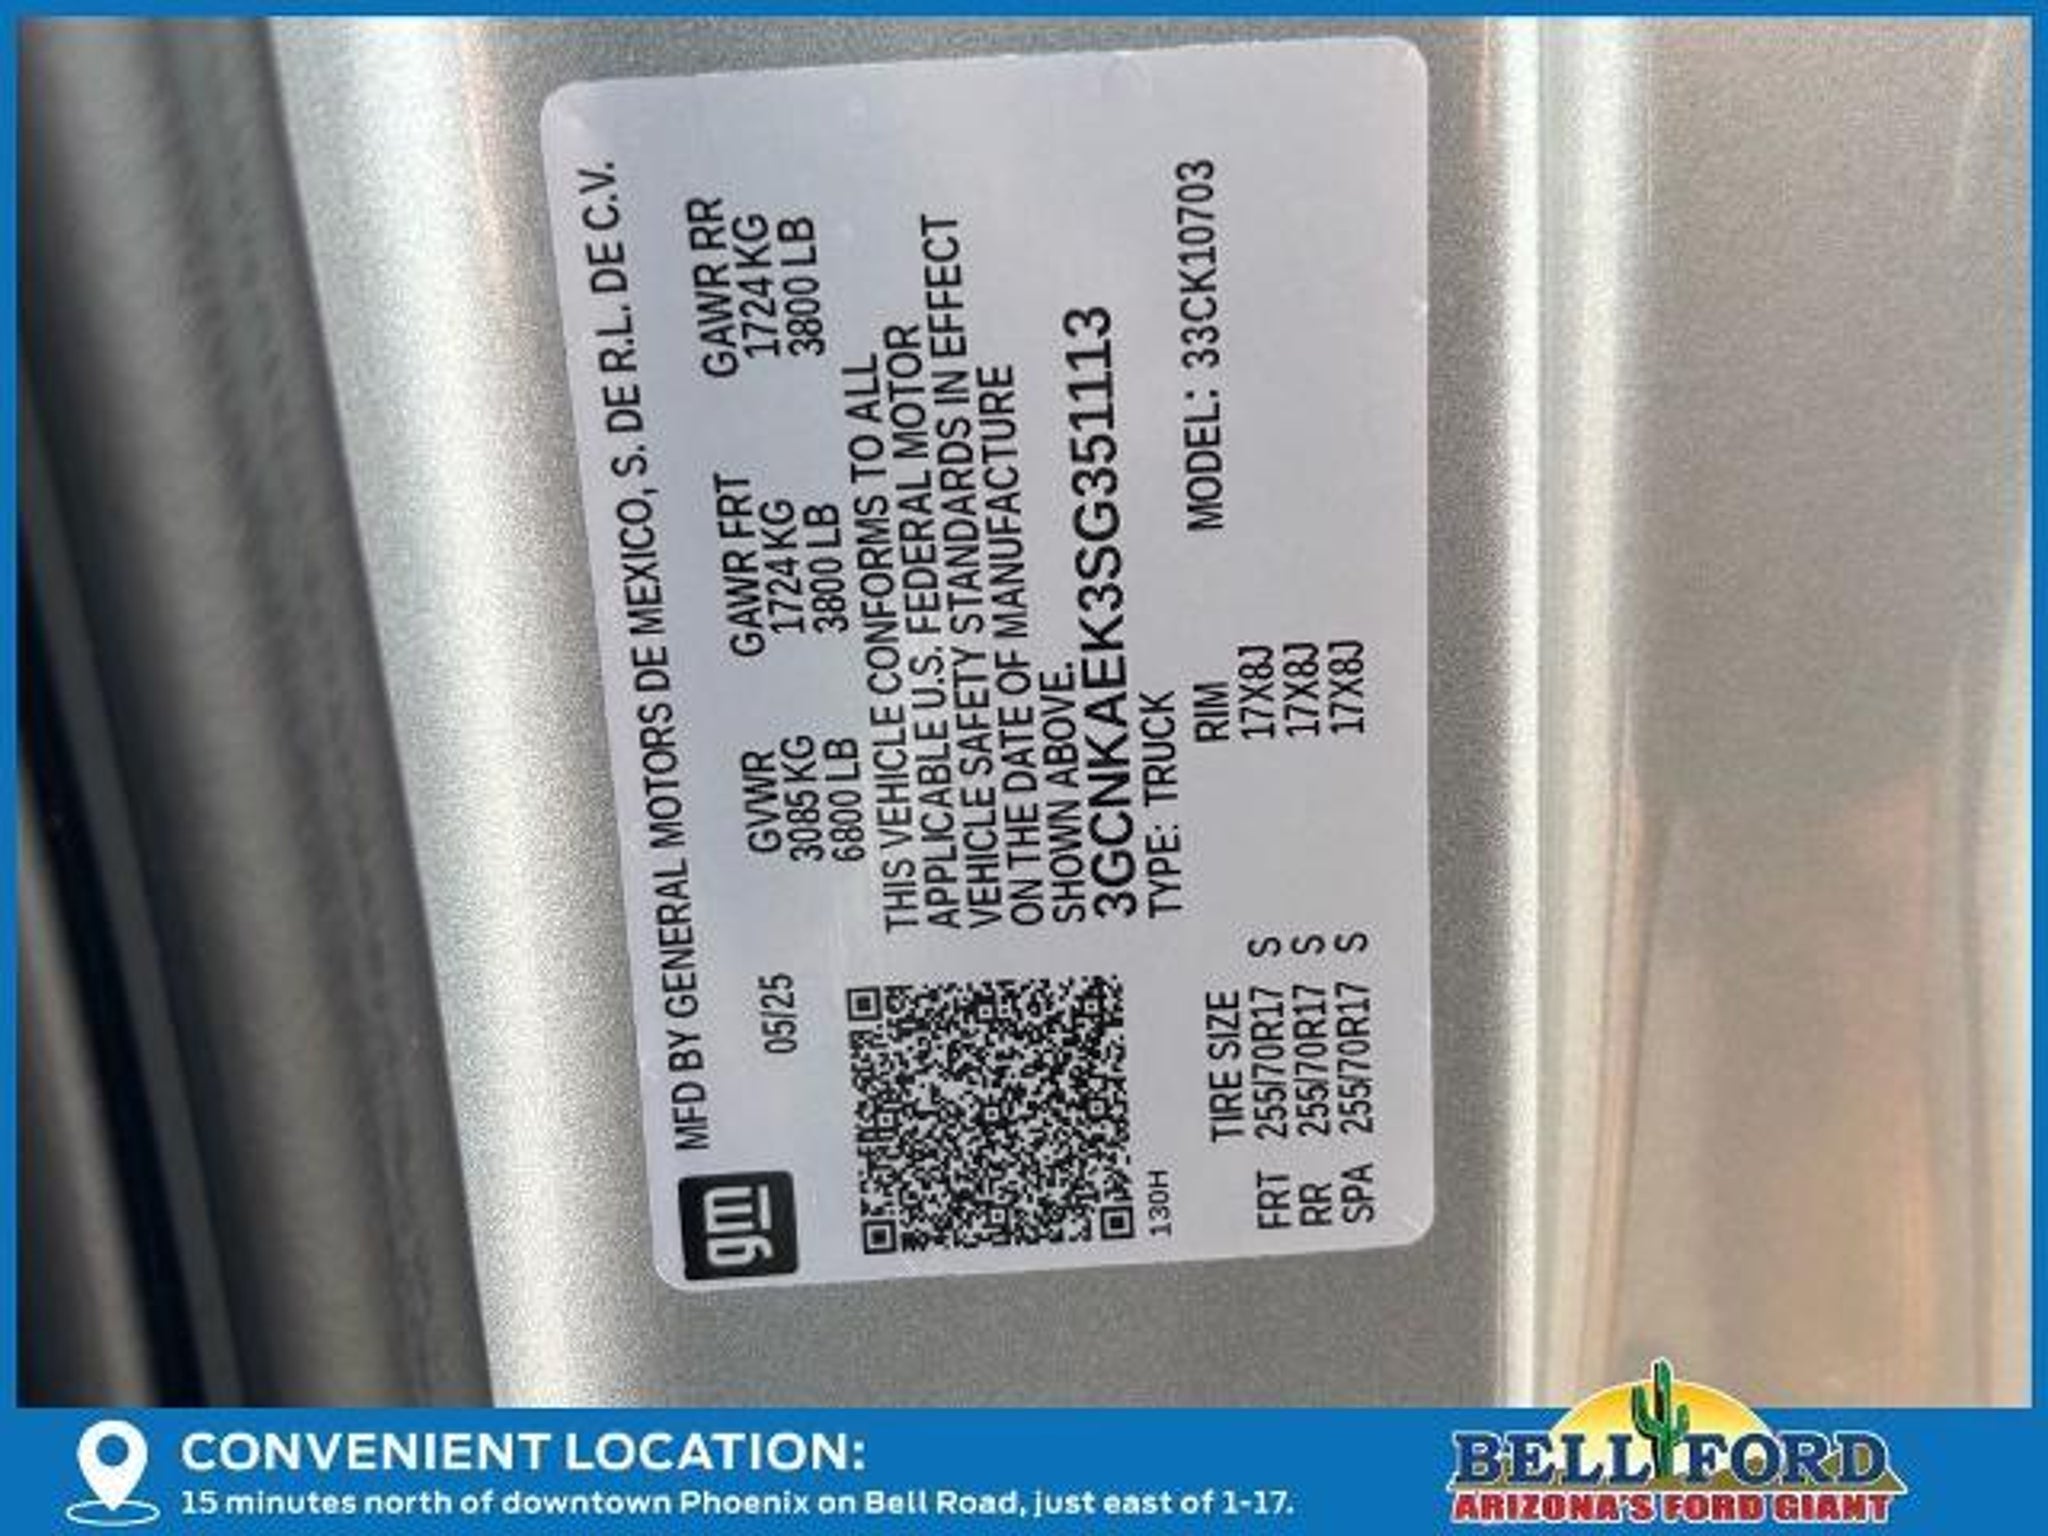 gm MFD BY GENERAL MOTORS DE MEXICO, S. DE R.L. DE C.V.
05/25 GVWR GAWR FRT GAWR RR
3085 KG 1724 KG 1724 KG
6800 LB 3800 LB 3800 LB
THIS VEHICLE CONFORMS TO ALL
APPLICABLE U.S. FEDERAL MOTOR
VEHICLE SAFETY STANDARDS IN EFFECT
ON THE DATE OF MANUFACTURE
SHOWN ABOVE.
3GCNKAEK3SG351113
130H TYPE: TRUCK
MODEL: 33CK10703
TIRE SIZE RIM
FRT 255/70R17 S 17X8J
RR 255/70R17 S 17X8J
SPA 255/70R17 S 17X8J
CONVENIENT LOCATION:
15 minutes north of downtown Phoenix on Bell Road, just east of 1-17.
BELL FORD
ARIZONA'S FORD GIANT